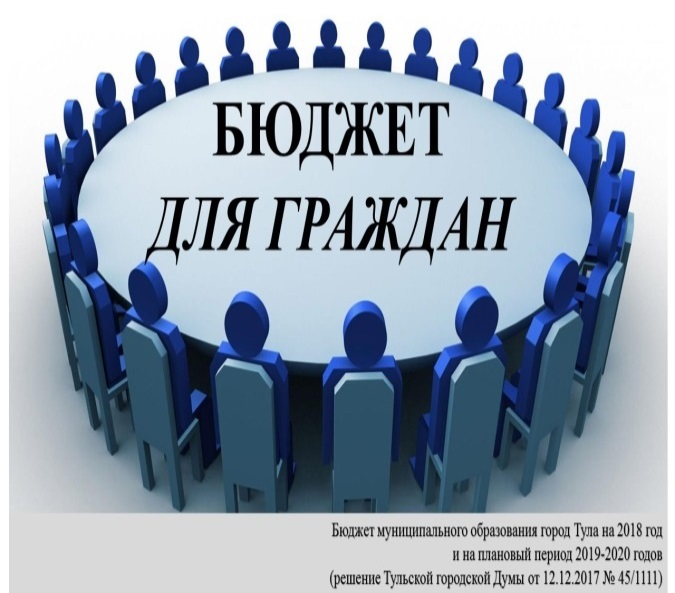 БЮДЖЕТ
ДЛЯ ГРАЖДАН
Бюджет муниципального образования город Тула на 2018 год
и на плановый период 2019-2020 годов
(решение Тульской городской Думы от 12.12.2017 № 45/1111)